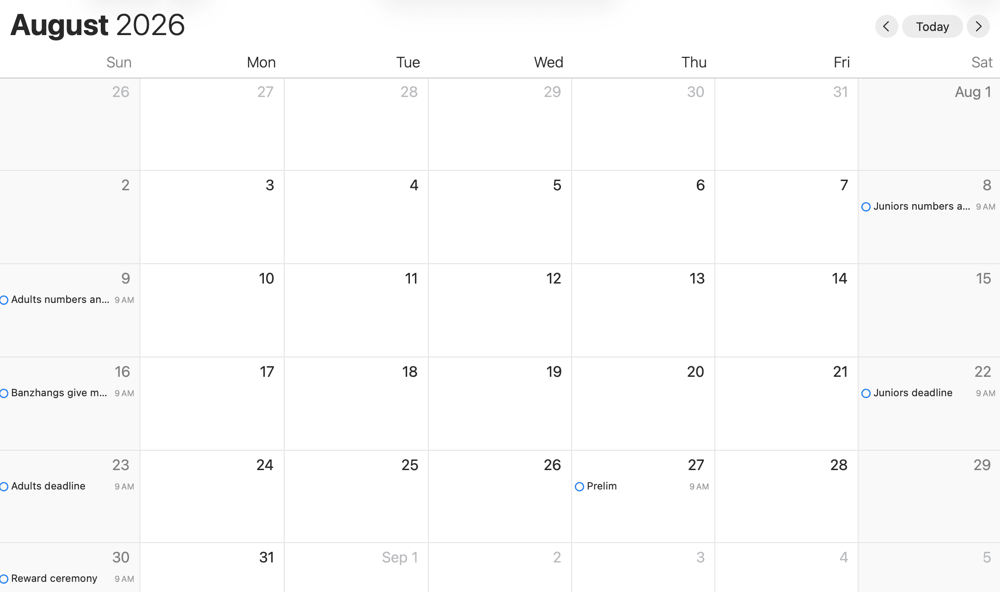 August 2026
Today
Sun Mon Tue Wed Thu Fri Sat
26 27 28 29 30 31 Aug 1
2 3 4 5 6 7 8
Juniors numbers a... 9 AM
9 10 11 12 13 14 15
Adults numbers an... 9 AM
16 17 18 19 20 21 22
Banzhangs give m... 9 AM Juniors deadline 9 AM
23 24 25 26 27 28 29
Adults deadline 9 AM Prelim 9 AM
30 31 Sep 1 2 3 4 5
Reward ceremony 9 AM